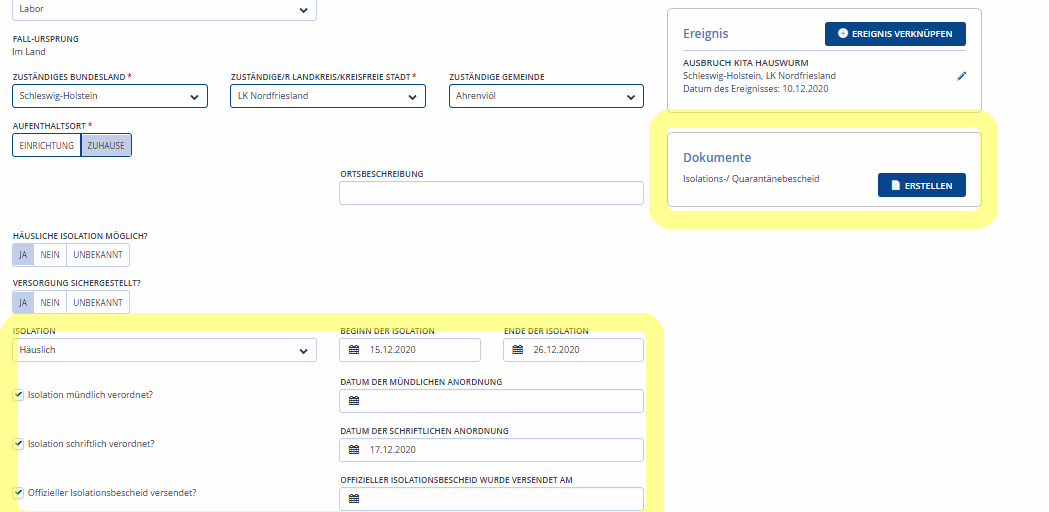 Labor
FALL-URSPRUNG
Im Land
ZUSTÄNDIGES BUNDESLAND *
ZUSTÄNDIGE/R LANDKREIS/KREISFREIE STADT *
ZUSTÄNDIGE GEMEINDE
Schleswig-Holstein
LK Nordfriesland
Ahrenviöl
AUFENTHALTSORT *
EINRICHTUNG ZUHAUSE
ORTSBESCHREIBUNG
HÄUSLICHE ISOLATION MÖGLICH?
JA NEIN UNBEKANNT
VERSORGUNG SICHERGESTELLT?
JA NEIN UNBEKANNT
ISOLATION
BEGINN DER ISOLATION
ENDE DER ISOLATION
Häuslich
15.12.2020
26.12.2020
Isolation mündlich verordnet?
DATUM DER MÜNDLICHEN ANORDNUNG
Isolation schriftlich verordnet?
DATUM DER SCHRIFTLICHEN ANORDNUNG
17.12.2020
Offizieller Isolationsbescheid versendet?
OFFIZIELLER ISOLATIONSBESCHEID WURDE VERSENDET AM
Ereignis
EREIGNIS VERKNÜPFEN
AUSBRUCH KITA HAUSWURM
Schleswig-Holstein, LK Nordfriesland
Datum des Ereignisses: 10.12.2020
Dokumente
Isolations-/ Quarantänebescheid
ERSTELLEN